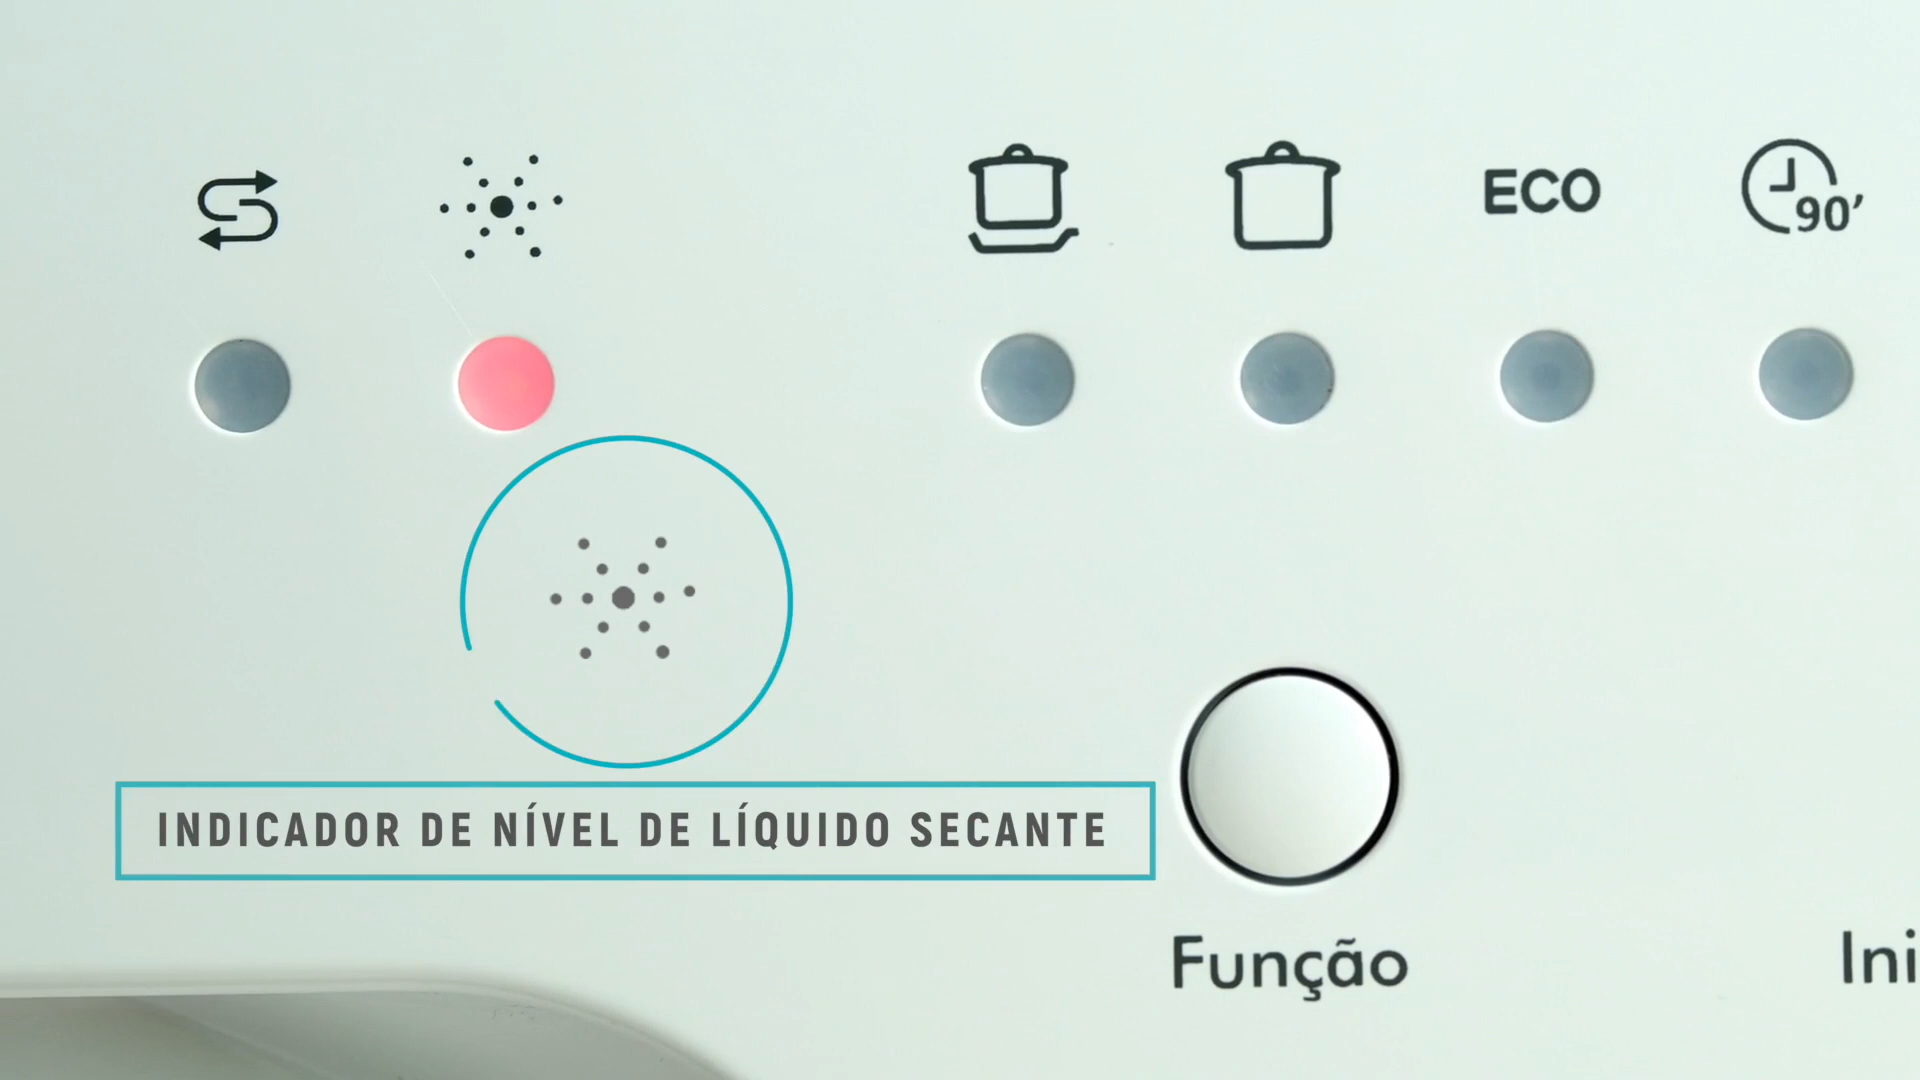 ECO
90’
INDICADOR DE NÍVEL DE LÍQUIDO SECANTE
Função
Ini